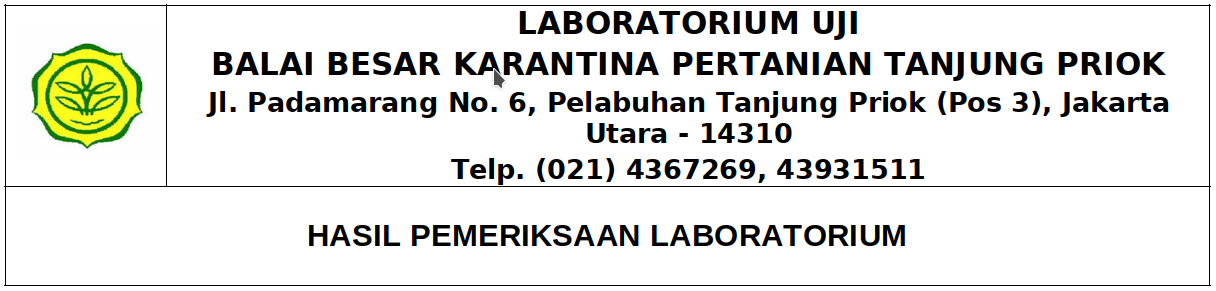 LABORATORIUM UJI
BALAI BESAR KARANTINA PERTANIAN TANJUNG PRIOK
Jl. Padamarang No. 6, Pelabuhan Tanjung Priok (Pos 3), Jakarta
Utara - 14310
Telp. (021) 4367269, 43931511
HASIL PEMERIKSAAN LABORATORIUM